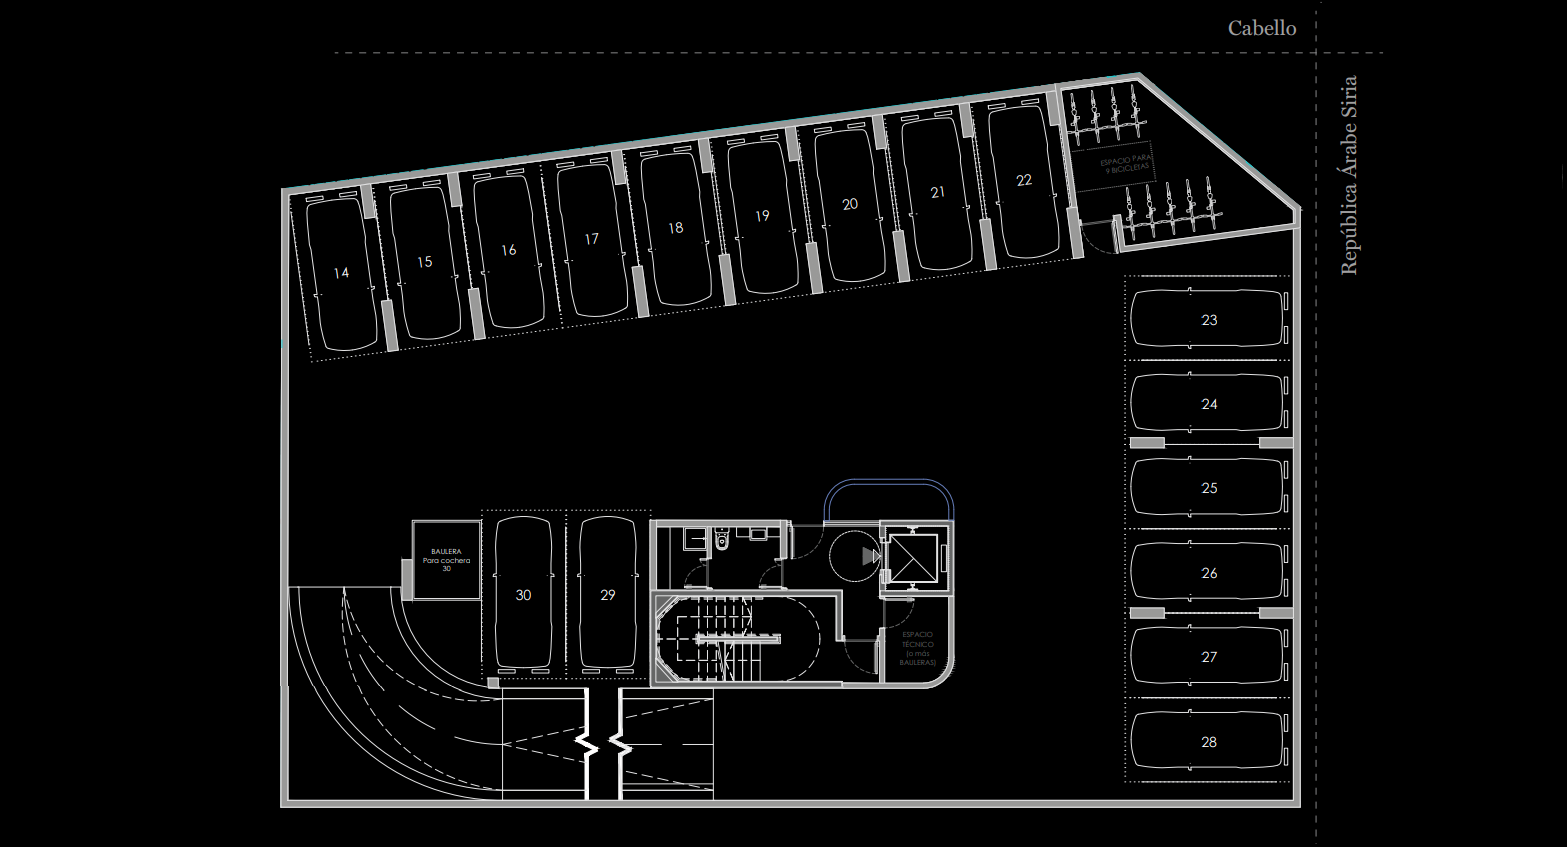 Cabello
República Árabe Siria
ESPACIO PARA
9 BICICLETAS
22
21
20
19
18
17
16
15
14
23
24
25
26
27
28
BAULERA
Para cochera
30
30
29
ESPACIO
TÉCNICO
(o más
BAULERAS)